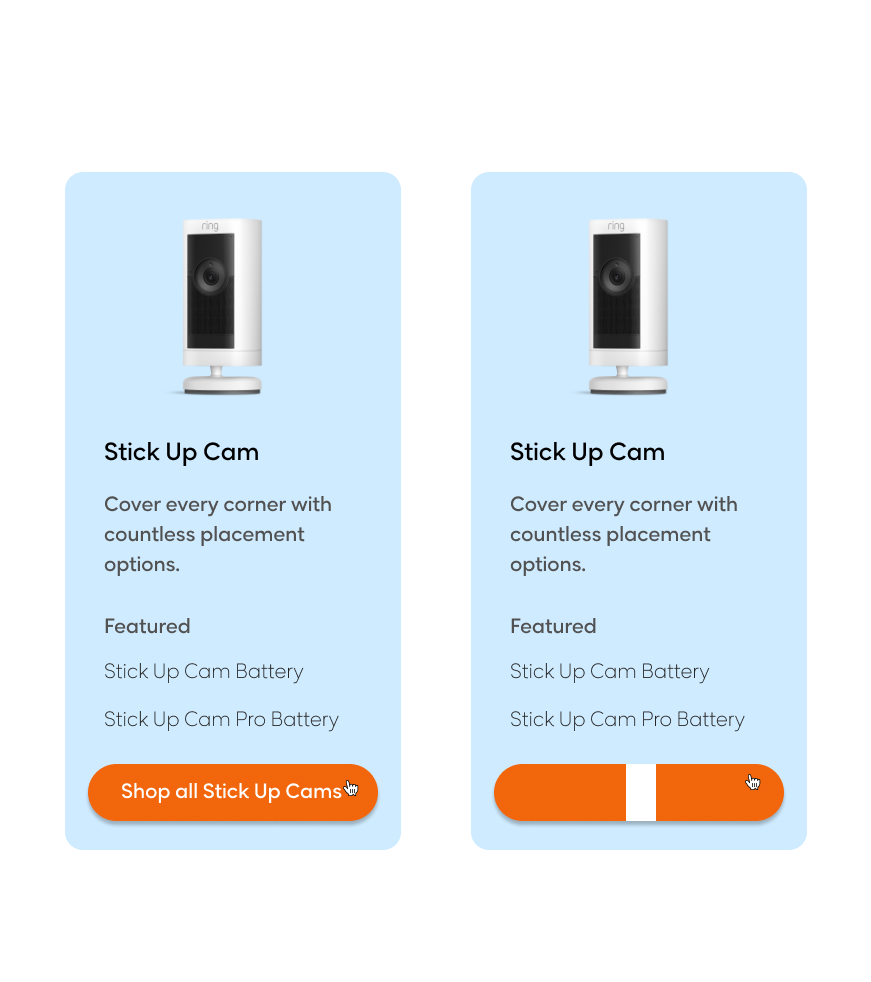 ring
Stick Up Cam
Cover every corner with
countless placement
options.
Featured
Stick Up Cam Battery
Stick Up Cam Pro Battery
Shop all Stick Up Cams
ring
Stick Up Cam
Cover every corner with
countless placement
options.
Featured
Stick Up Cam Battery
Stick Up Cam Pro Battery